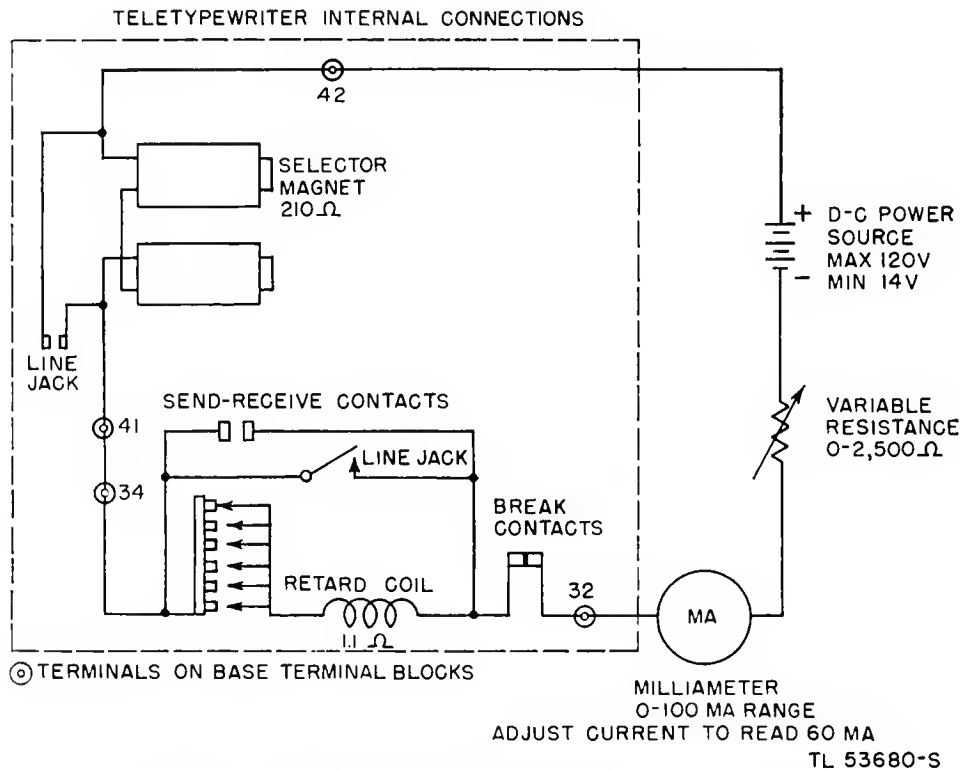 TELETYPEWRITER INTERNAL CONNECTIONS
42
SELECTOR
MAGNET
210Ω
+ D-C POWER
SOURCE
MAX 120V
- MIN 14V
LINE
JACK
41
SEND-RECEIVE CONTACTS
LINE JACK
34
VARIABLE
RESISTANCE
0-2,500Ω
BREAK
CONTACTS
RETARD COIL
1.1 Ω
32
MA
TERMINALS ON BASE TERMINAL BLOCKS
MILLIAMETER
0-100 MA RANGE
ADJUST CURRENT TO READ 60 MA
TL 53680-S